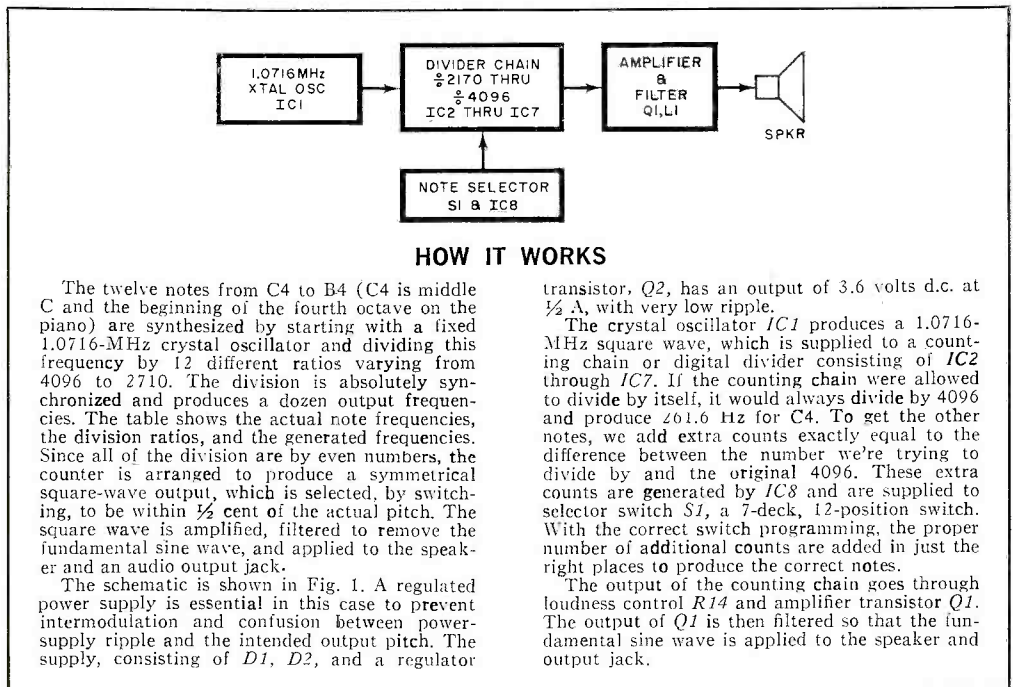 1.0716MHz
XTAL OSC
IC1
DIVIDER CHAIN
÷2170 THRU
÷4096
IC2 THRU IC7
AMPLIFIER
&
FILTER
Q1,L1
SPKR
NOTE SELECTOR
S1 & IC8
HOW IT WORKS
The twelve notes from C4 to B4 (C4 is middle
C and the beginning of the fourth octave on the
piano) are synthesized by starting with a fixed
1.0716-MHz crystal oscillator and dividing this
frequency by 12 different ratios varying from
4096 to 2710. The division is absolutely syn-
chronized and produces a dozen output frequen-
cies. The table shows the actual note frequencies,
the division ratios, and the generated frequencies.
Since all of the division are by even numbers, the
counter is arranged to produce a symmetrical
square-wave output, which is selected, by switch-
ing, to be within ½ cent of the actual pitch. The
square wave is amplified, filtered to remove the
fundamental sine wave, and applied to the speak-
er and an audio output jack.
The schematic is shown in Fig. 1. A regulated
power supply is essential in this case to prevent
intermodulation and confusion between power-
supply ripple and the intended output pitch. The
supply, consisting of D1, D2, and a regulator
transistor, Q2, has an output of 3.6 volts d.c. at
½ A, with very low ripple.
The crystal oscillator IC1 produces a 1.0716-
MHz square wave, which is supplied to a count-
ing chain or digital divider consisting of IC2
through IC7. If the counting chain were allowed
to divide by itself, it would always divide by 4096
and produce 261.6 Hz for C4. To get the other
notes, we add extra counts exactly equal to the
difference between the number we're trying to
divide by and the original 4096. These extra
counts are generated by IC8 and are supplied to
selector switch S1, a 7-deck, 12-position switch.
With the correct switch programming, the proper
number of additional counts are added in just the
right places to produce the correct notes.
The output of the counting chain goes through
loudness control R14 and amplifier transistor Q1.
The output of Q1 is then filtered so that the fun-
damental sine wave is applied to the speaker and
output jack.